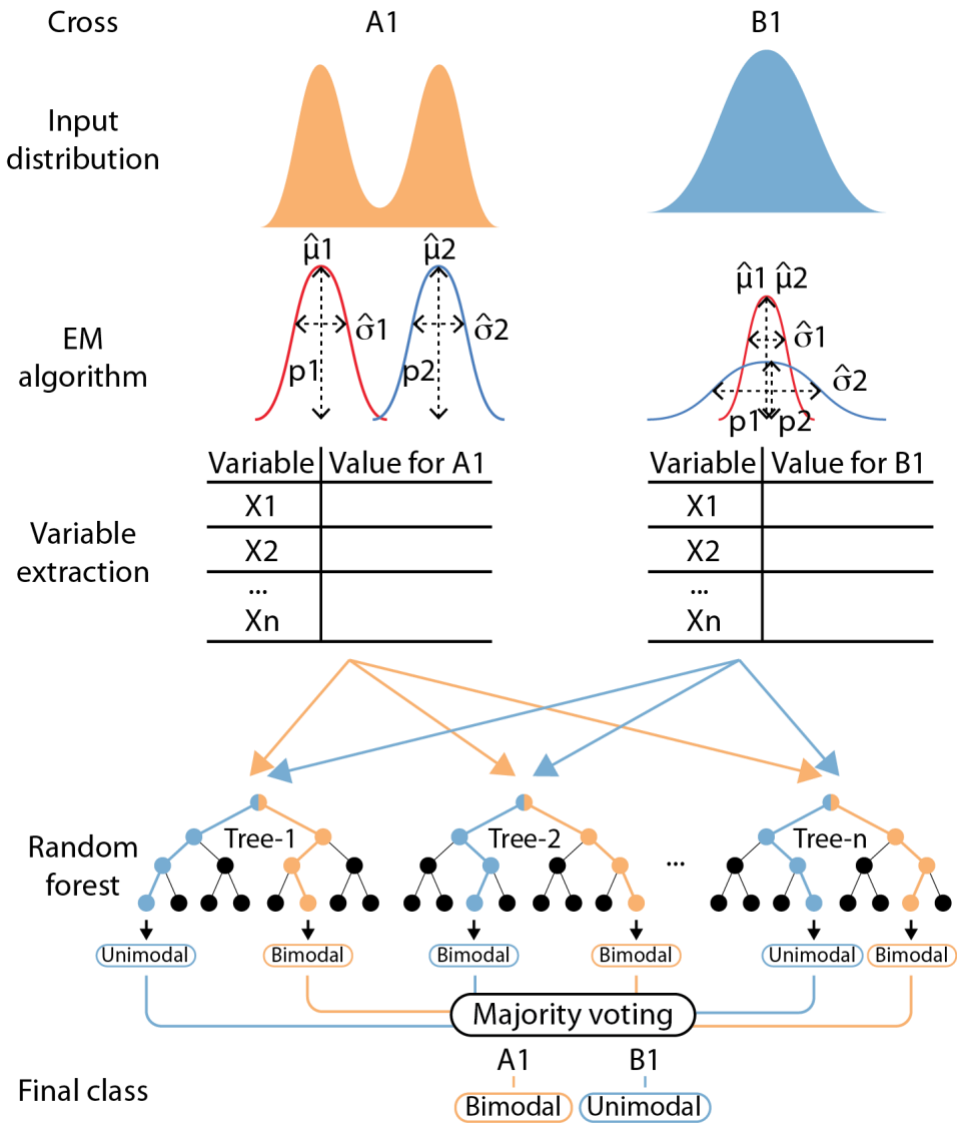 Cross A1 B1
Input
distribution
μ̂1 μ̂2
μ̂1 μ̂2
EM
algorithm
σ̂1 σ̂2
σ̂1
σ̂2
p1 p2
p1 p2
Variable Value for A1
Variable Value for B1
Variable
extraction
X1
X2
...
Xn
X1
X2
...
Xn
Random
forest
Tree-1 Tree-2 ... Tree-n
Unimodal Bimodal Bimodal Bimodal Unimodal Bimodal
Majority voting
A1 B1
Final class
Bimodal Unimodal